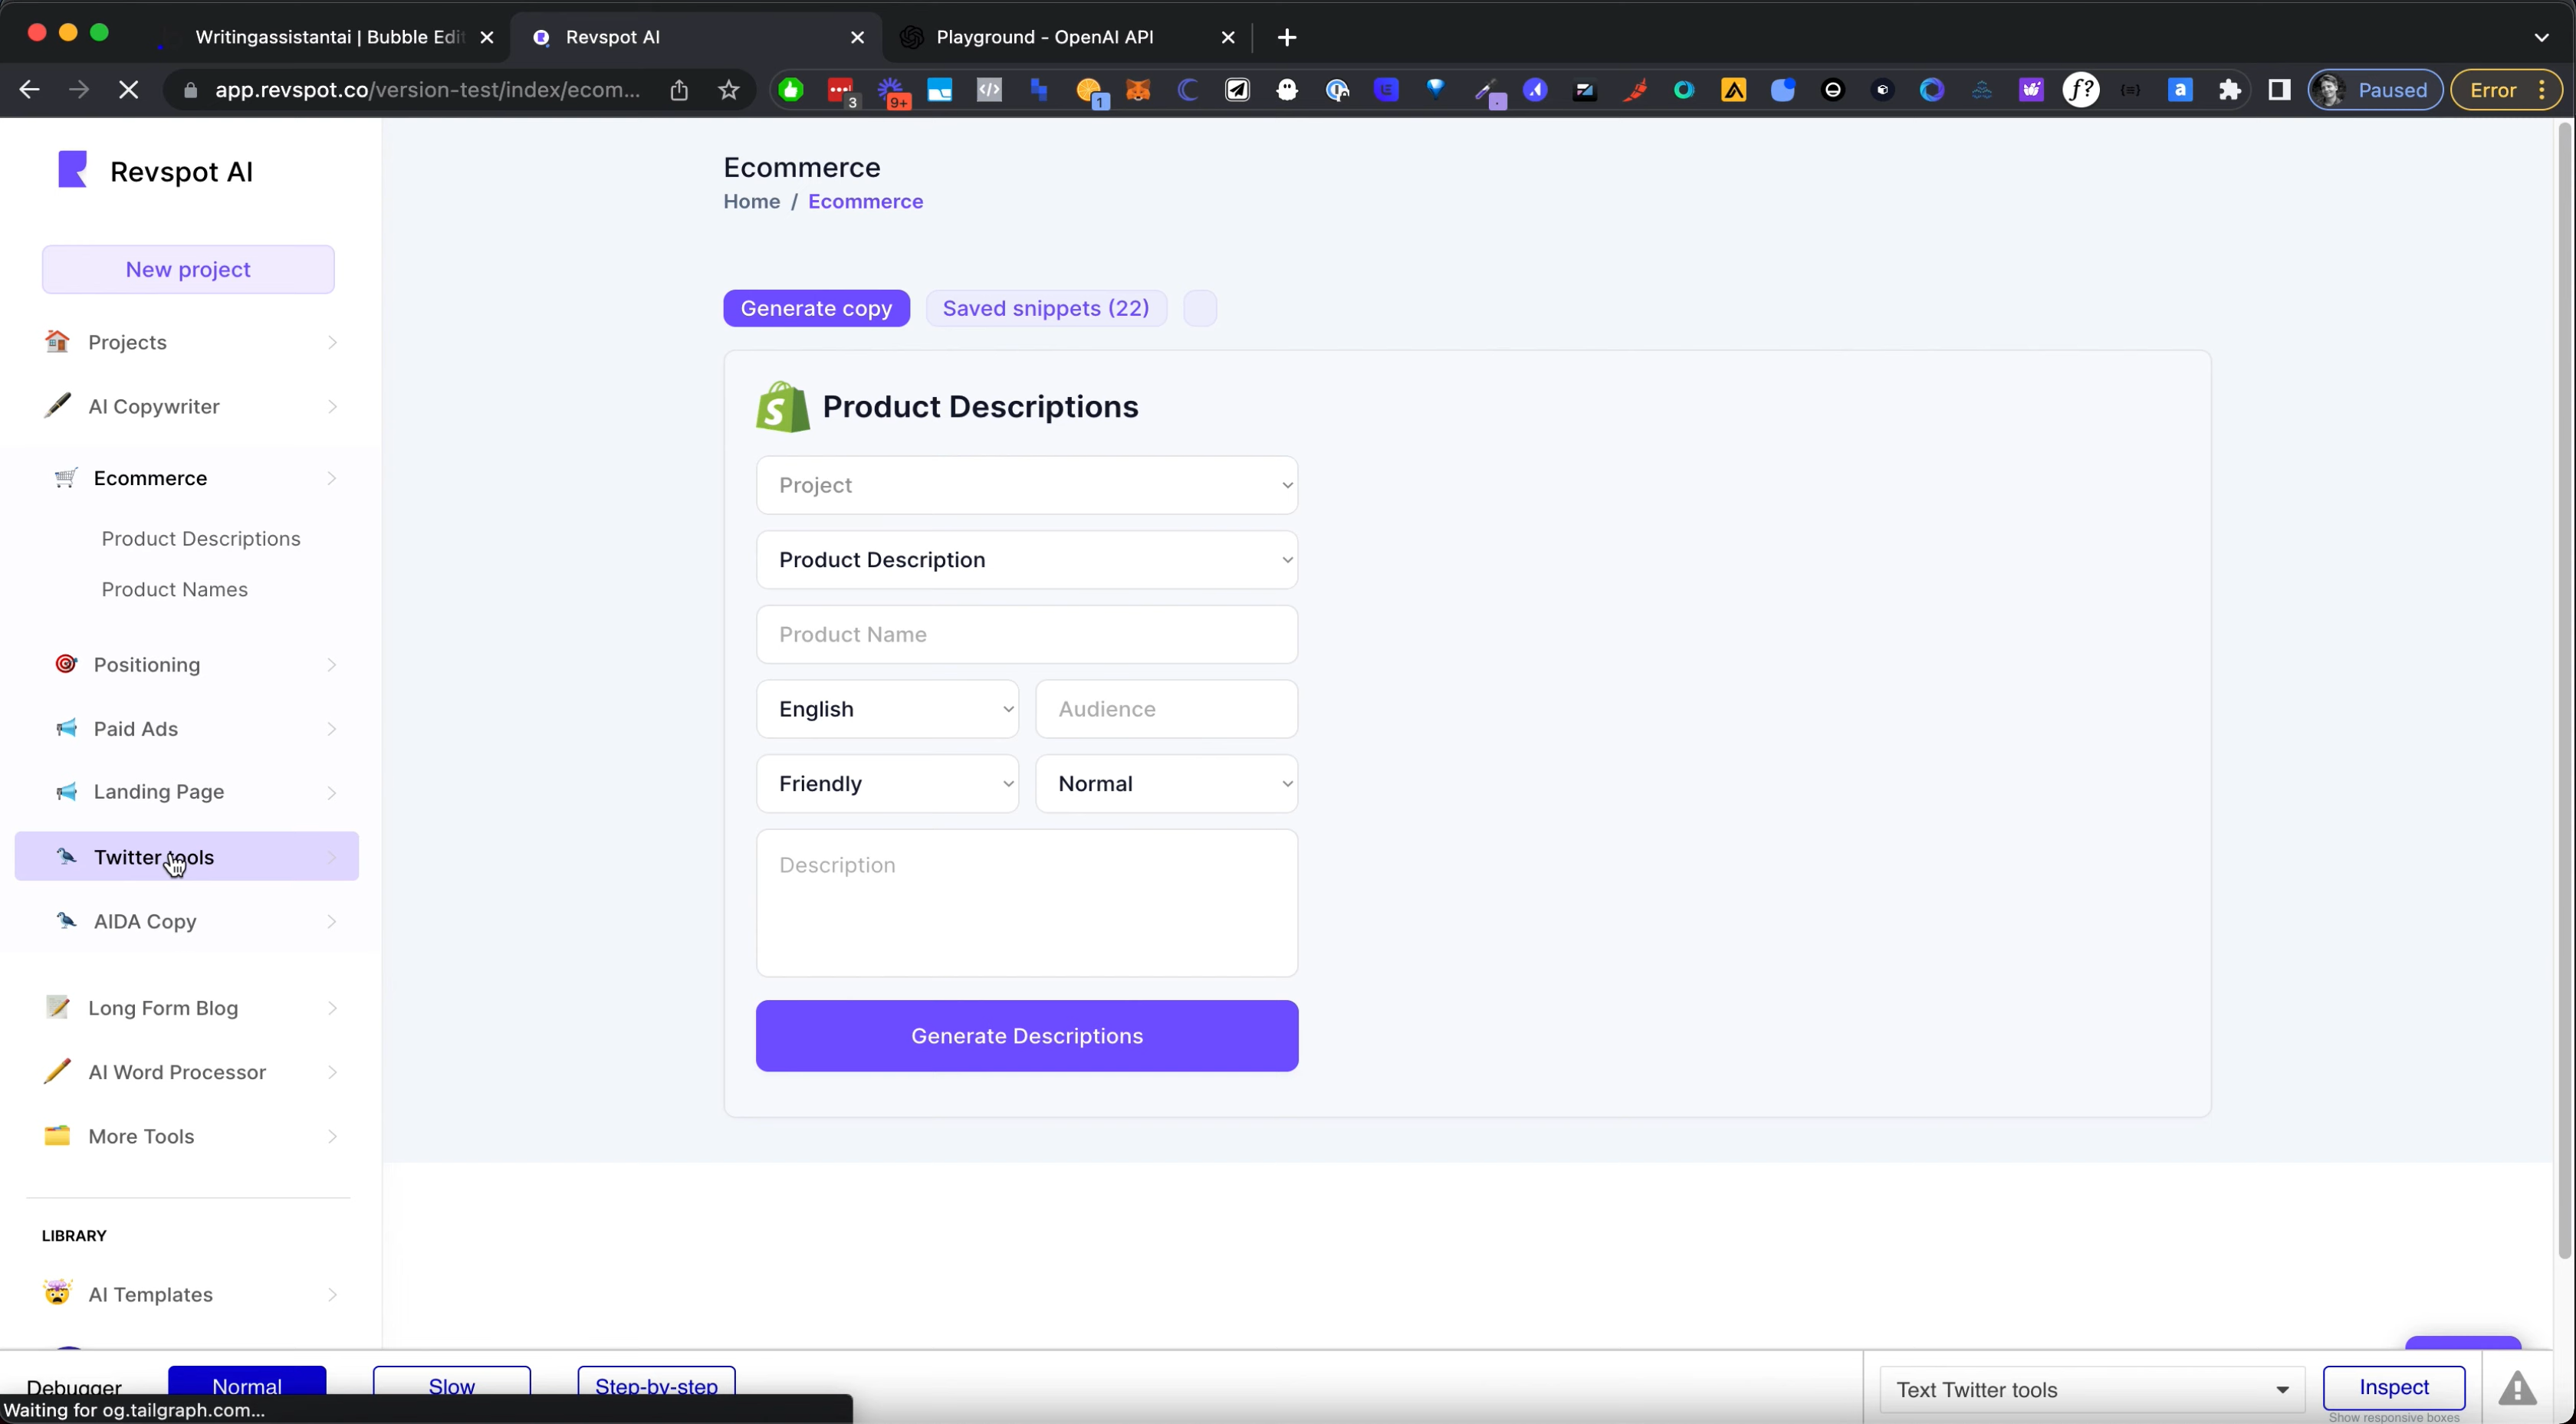 Writingassistantai | Bubble Edit
Revspot AI
Playground - OpenAI API
app.revspot.co/version-test/index/ecom...
3
9+
1
f?
a
Paused
Error
Revspot AI
New project
Projects
AI Copywriter
Ecommerce
Product Descriptions
Product Names
Positioning
Paid Ads
Landing Page
Twitter tools
AIDA Copy
Long Form Blog
AI Word Processor
More Tools
LIBRARY
AI Templates
Ecommerce
Home / Ecommerce
Generate copy
Saved snippets (22)
Product Descriptions
Project
Product Description
Product Name
English
Audience
Friendly
Normal
Description
Generate Descriptions
Debugger
Normal
Slow
Step-by-step
Text Twitter tools
Inspect
Show responsive boxes
Waiting for og.tailgraph.com...